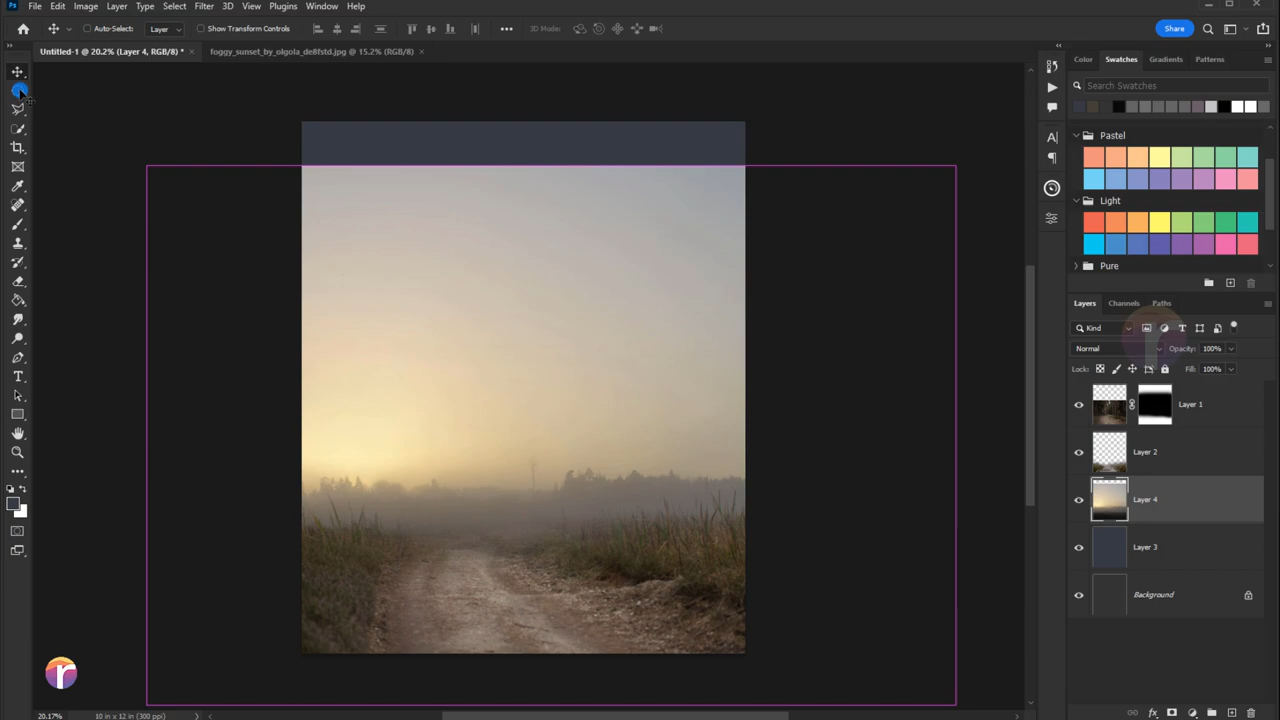 Ps File Edit Image Layer Type Select Filter 3D View Plugins Window Help
Auto-Select: Layer Show Transform Controls 3D Mode: Share
Untitled-1 @ 20.2% (Layer 4, RGB/8) * × foggy_sunset_by_olgola_de8fstd.jpg @ 15.2% (RGB/8) ×
Color Swatches Gradients Patterns
Search Swatches
Pastel
Light
Pure
Layers Channels Paths
Kind
Normal Opacity: 100%
Lock: Fill: 100%
Layer 1
Layer 2
Layer 4
Layer 3
Background
20.17% 10 in x 12 in (300 ppi)